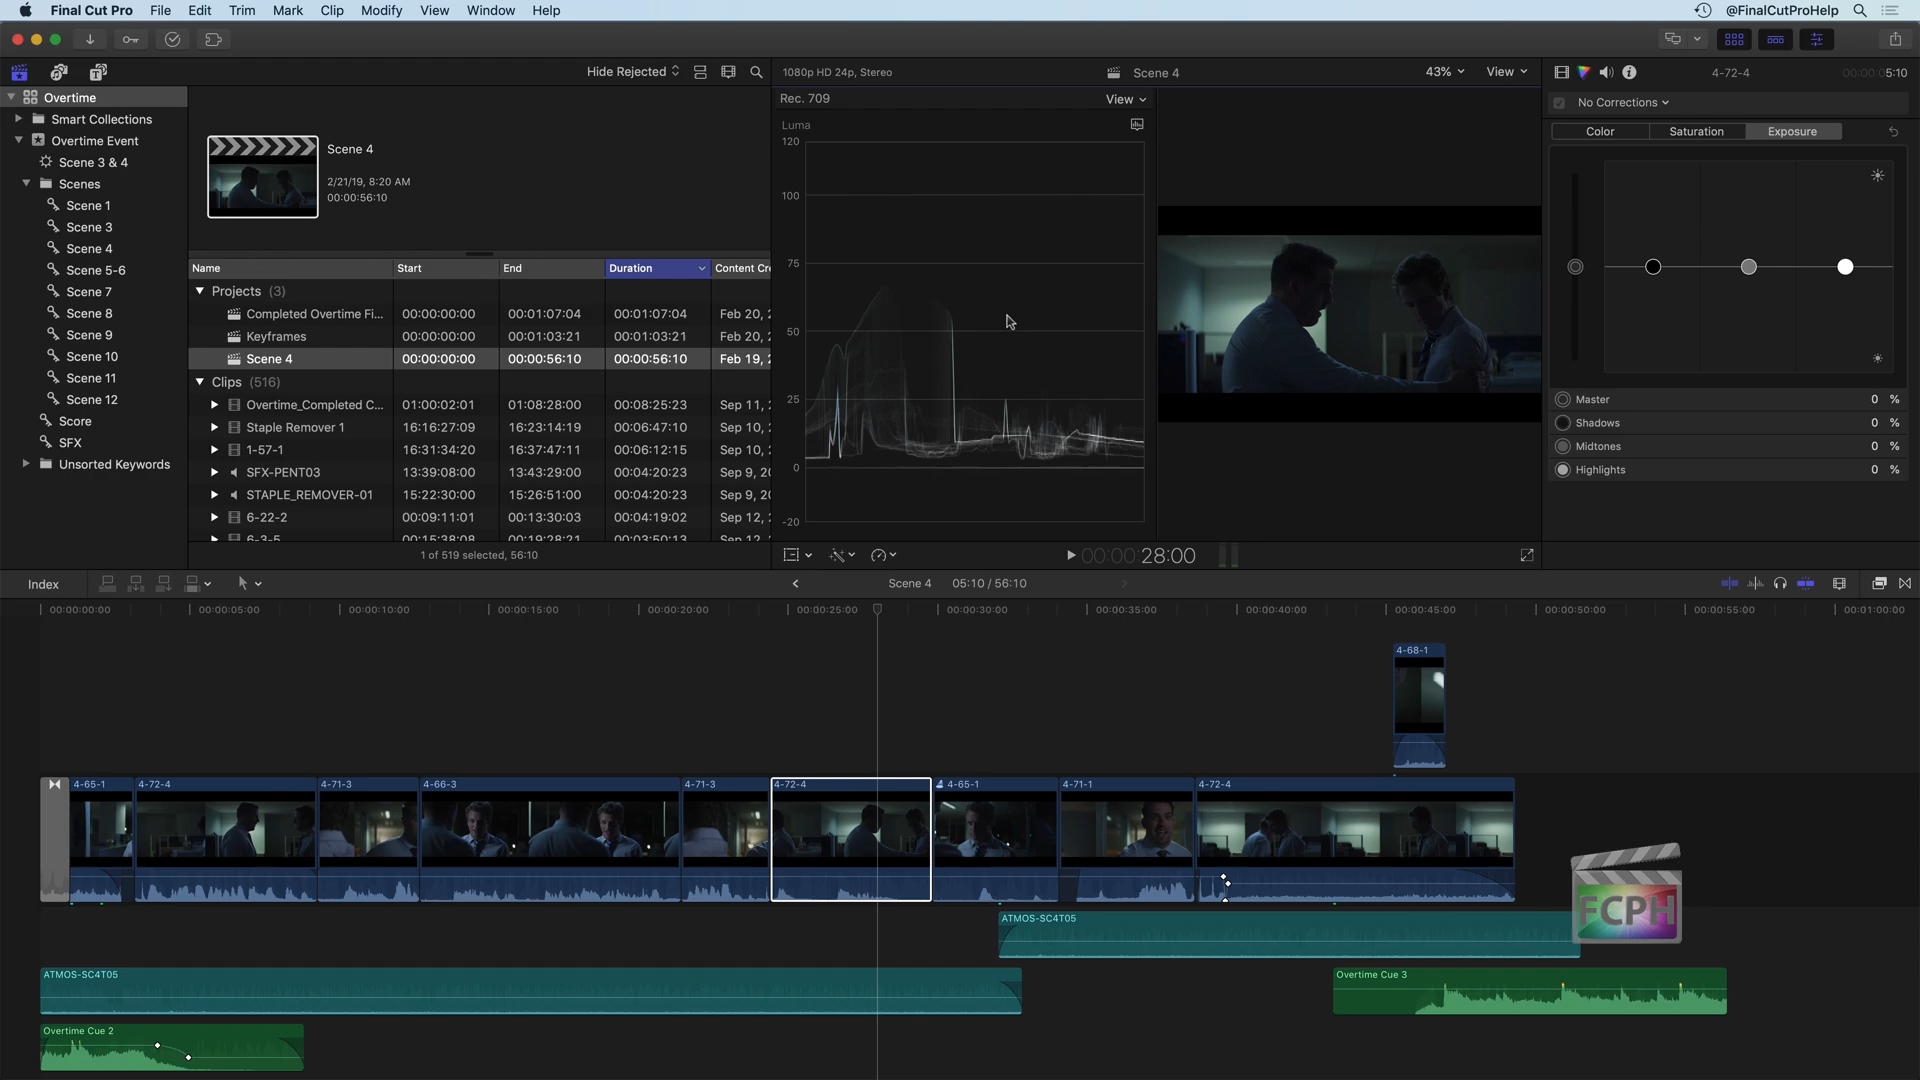 Final Cut Pro File Edit Trim Mark Clip Modify View Window Help @FinalCutProHelp
Hide Rejected
1080p HD 24p, Stereo Scene 4 43% View
4-72-4 00:00:05:10
Overtime
Smart Collections
Overtime Event
Scene 3 & 4
Scenes
Scene 1
Scene 3
Scene 4
Scene 5-6
Scene 7
Scene 8
Scene 9
Scene 10
Scene 11
Scene 12
Score
SFX
Unsorted Keywords
Scene 4
2/21/19, 8:20 AM
00:00:56:10
Name Start End Duration Content Cre
Projects (3)
Completed Overtime Fi... 00:00:00:00 00:01:07:04 00:01:07:04 Feb 20, 2
Keyframes 00:00:00:00 00:01:03:21 00:01:03:21 Feb 20, 2
Scene 4 00:00:00:00 00:00:56:10 00:00:56:10 Feb 19, 2
Clips (516)
Overtime_Completed C... 01:00:02:01 01:08:28:00 00:08:25:23 Sep 11, 2
Staple Remover 1 16:16:27:09 16:23:14:19 00:06:47:10 Sep 10, 2
1-57-1 16:31:34:20 16:37:47:11 00:06:12:15 Sep 10, 2
SFX-PENT03 13:39:08:00 13:43:29:00 00:04:20:23 Sep 9, 20
STAPLE_REMOVER-01 15:22:30:00 15:26:51:00 00:04:20:23 Sep 9, 20
6-22-2 00:09:11:01 00:13:30:03 00:04:19:02 Sep 12, 2
6-3-5 00:15:38:08 00:19:28:21 00:03:50:13 Sep 12, 2
1 of 519 selected, 56:10
Rec. 709 View
Luma
120
100
75
50
25
0
-20
00:00:28:00
No Corrections
Color Saturation Exposure
Master 0 %
Shadows 0 %
Midtones 0 %
Highlights 0 %
Index Scene 4 05:10 / 56:10
00:00:00:00 00:00:05:00 00:00:10:00 00:00:15:00 00:00:20:00 00:00:25:00 00:00:30:00 00:00:35:00 00:00:40:00 00:00:45:00 00:00:50:00 00:00:55:00 00:01:00:00
4-68-1
4-65-1 4-72-4 4-71-3 4-66-3 4-71-3 4-72-4 4-65-1 4-71-1 4-72-4
FCPH
ATMOS-SC4T05
ATMOS-SC4T05
Overtime Cue 3
Overtime Cue 2